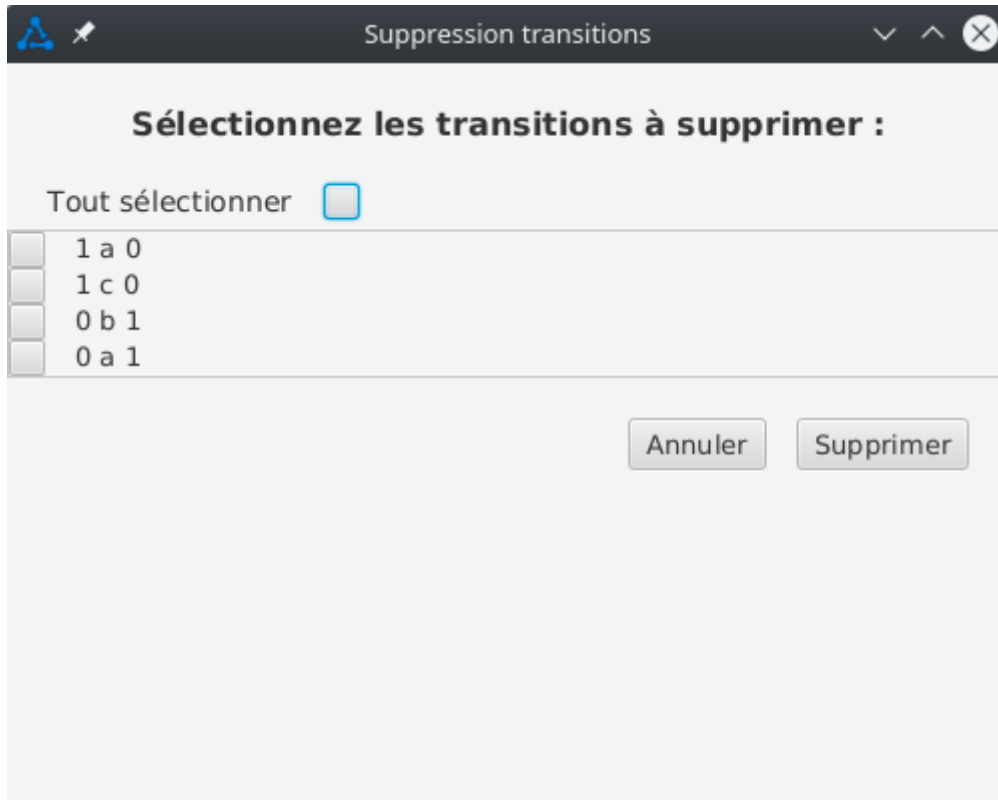 Suppression transitions
Sélectionnez les transitions à supprimer :
Tout sélectionner
1 a 0
1 c 0
0 b 1
0 a 1
Annuler Supprimer